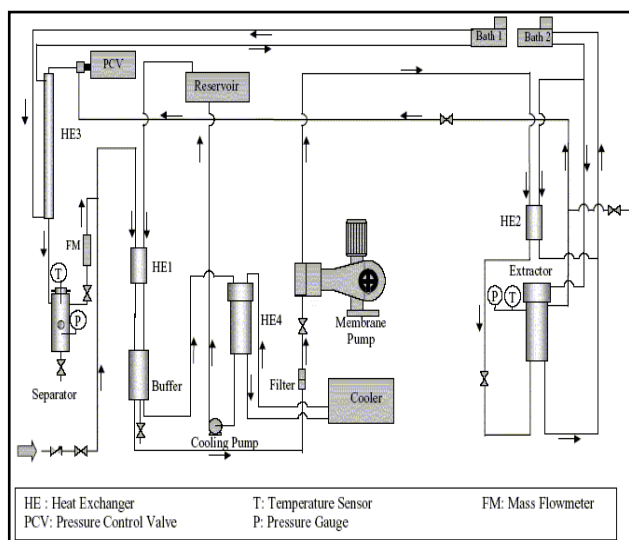 Bath 1
Bath 2
PCV
Reservoir
HE3
FM
HE2
T
HE1
Extractor
P
T
HE4
P
Membrane
Pump
Separator
Buffer
Filter
Cooler
Cooling Pump
HE : Heat Exchanger
T: Temperature Sensor
FM: Mass Flowmeter
PCV: Pressure Control Valve
P: Pressure Gauge